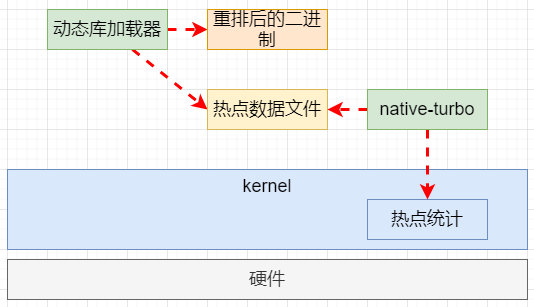 动态库加载器
重排后的二进
制
热点数据文件
native-turbo
kernel
热点统计
硬件